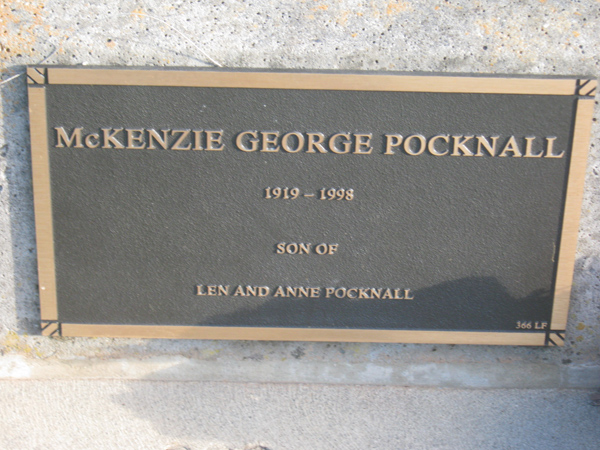 McKENZIE GEORGE POCKNALL
1919 – 1998
SON OF
LEN AND ANNE POCKNALL
366 LF